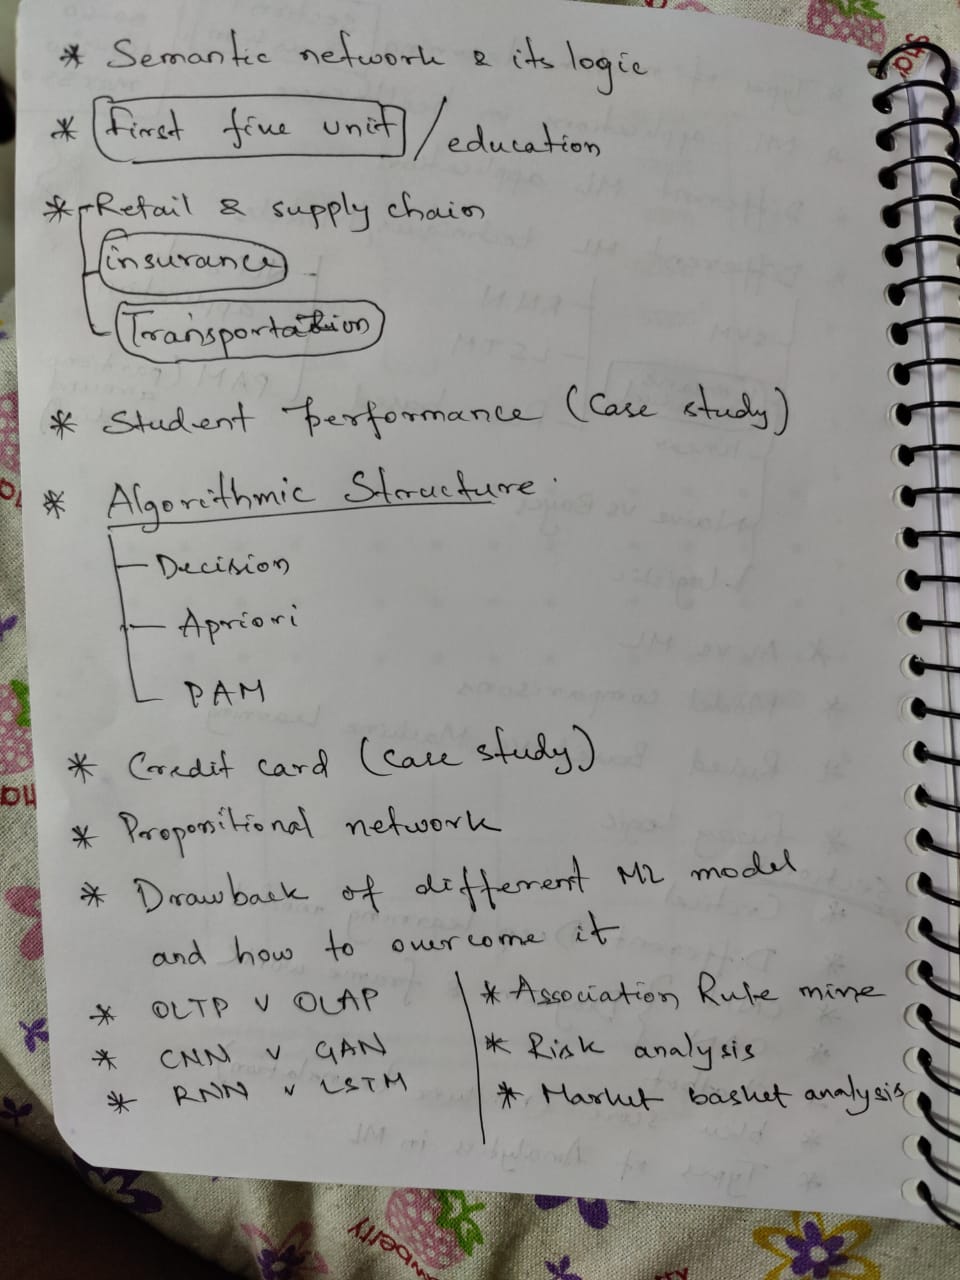 * Semantic network & its logic
* First five unit / education
* Retail & supply chain
insurance
Transportation
* Student Performance (Case study)
* Algorithmic Structure.
Decision
Apriori
PAM
* Credit card (case study)
* Propositional network
* Drawback of different ML model
and how to overcome it
* OLTP v OLAP
* CNN v GAN
* RNN v LSTM
* Association Rule mine
* Risk analysis
* Market basket analysis